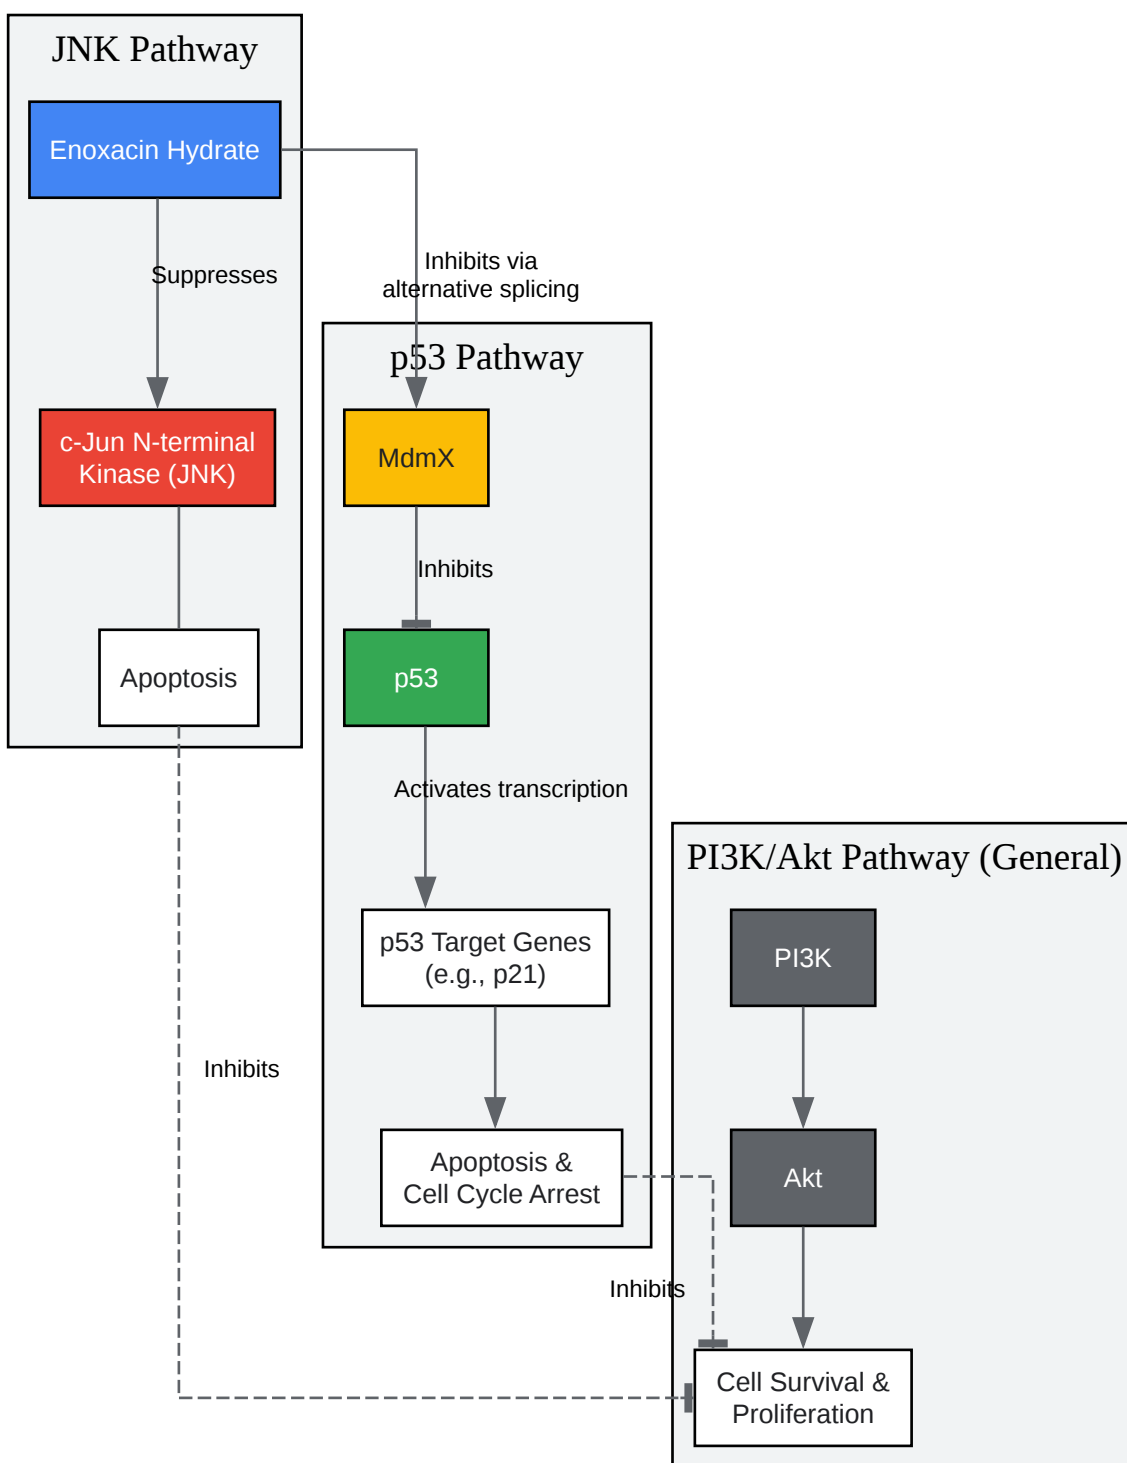 JNK Pathway
Enoxacin Hydrate
Suppresses
Inhibits via
alternative splicing
p53 Pathway
c-Jun N-terminal
Kinase (JNK)
MdmX
Inhibits
Apoptosis
p53
Activates transcription
PI3K/Akt Pathway (General)
p53 Target Genes
(e.g., p21)
PI3K
Inhibits
Apoptosis &
Cell Cycle Arrest
Akt
Inhibits
Cell Survival &
Proliferation